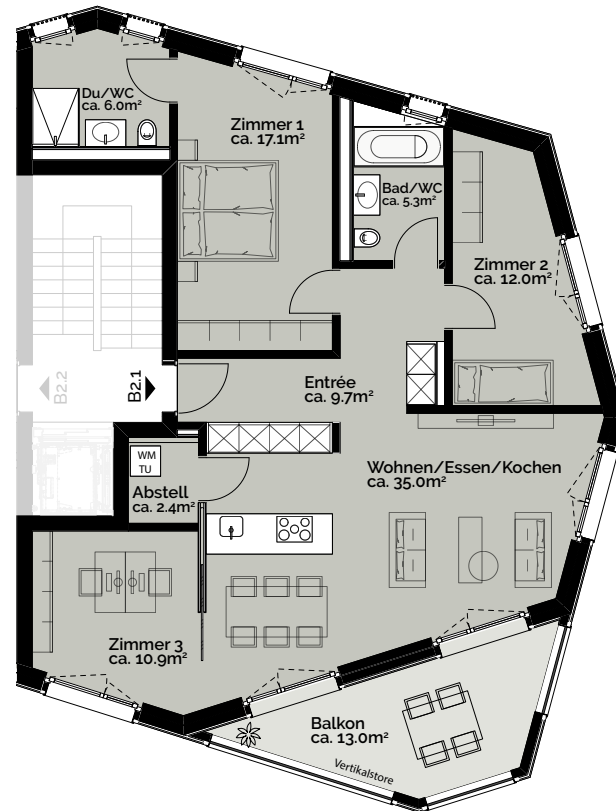 Du/WC
ca. 6.0m²
Zimmer 1
ca. 17.1m²
Bad/WC
ca. 5.3m²
Zimmer 2
ca. 12.0m²
B2.2
B2.1
Entrée
ca. 9.7m²
WM
TU
Abstell
ca. 2.4m²
Wohnen/Essen/Kochen
ca. 35.0m²
Zimmer 3
ca. 10.9m²
Balkon
ca. 13.0m²
Vertikalstore